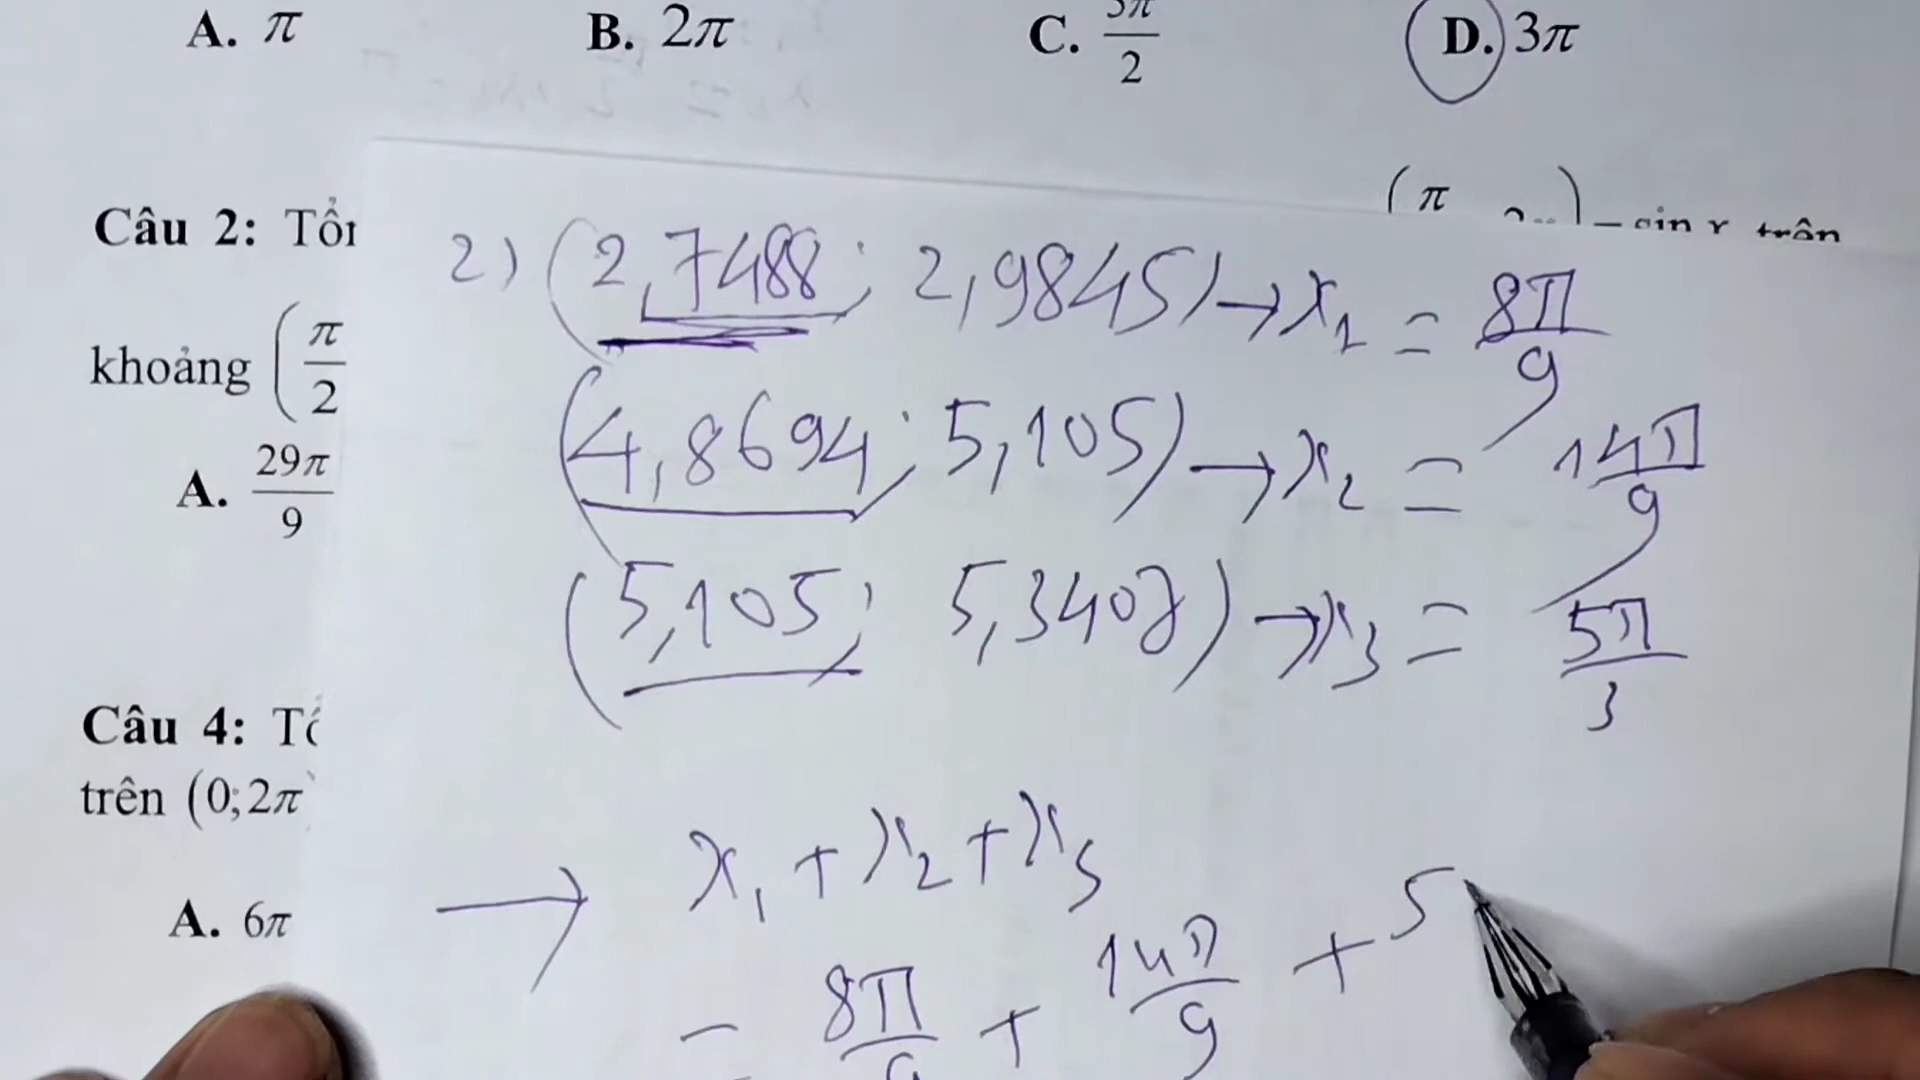 A. π B. 2π C. 3π/2 D. 3π
Câu 2: Tổ
(π
) – sin x trên
khoảng (π/2
A. 29π/9
2) (2,7488; 2,9845) → x₁ = 8π/9
(4,8694; 5,105) → x₂ = 14π/9
(5,105; 5,3407) → x₃ = 5π/3
Câu 4: Tổ
trên (0;2π
A. 6π
→ x₁ + x₂ + x₃
= 8π/9 + 14π/9 + 5